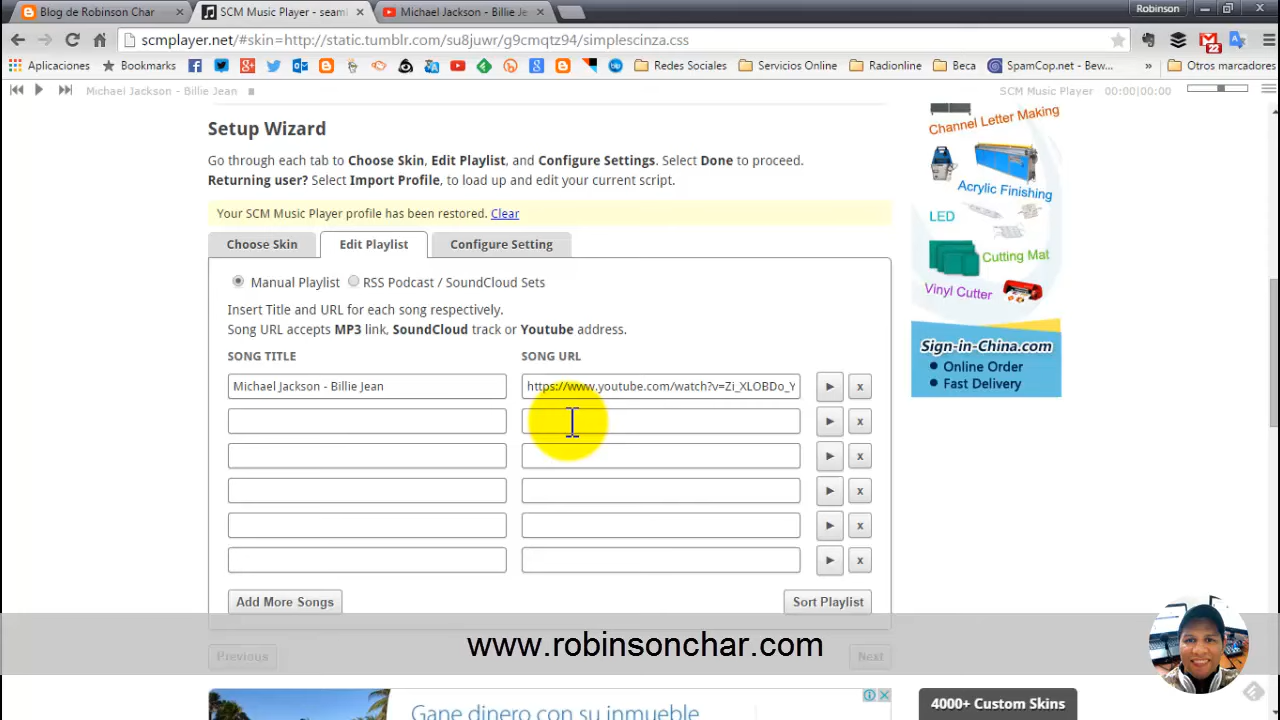 Blog de Robinson Char
SCM Music Player - seaml
Michael Jackson - Billie Je
Robinson
scmplayer.net/#skin=http://static.tumblr.com/su8juwr/g9cmqtz94/simplescinza.css
22
Aplicaciones
Bookmarks
Redes Sociales
Servicios Online
Radionline
Beca
SpamCop.net - Bew...
»
Otros marcadores
Michael Jackson - Billie Jean
SCM Music Player
00:00|00:00
Channel Letter Making
Acrylic Finishing
LED
Cutting Mat
Vinyl Cutter
Sign-in-China.com
Online Order
Fast Delivery
Setup Wizard
Go through each tab to Choose Skin, Edit Playlist, and Configure Settings. Select Done to proceed.
Returning user? Select Import Profile, to load up and edit your current script.
Your SCM Music Player profile has been restored. Clear
Choose Skin
Edit Playlist
Configure Setting
Manual Playlist
RSS Podcast / SoundCloud Sets
Insert Title and URL for each song respectively.
Song URL accepts MP3 link, SoundCloud track or Youtube address.
SONG TITLE
SONG URL
Michael Jackson - Billie Jean
https://www.youtube.com/watch?v=Zi_XLOBDo_Y
x
x
x
x
x
x
Add More Songs
Sort Playlist
www.robinsonchar.com
Previous
Next
Gane dinero con su inmueble
4000+ Custom Skins